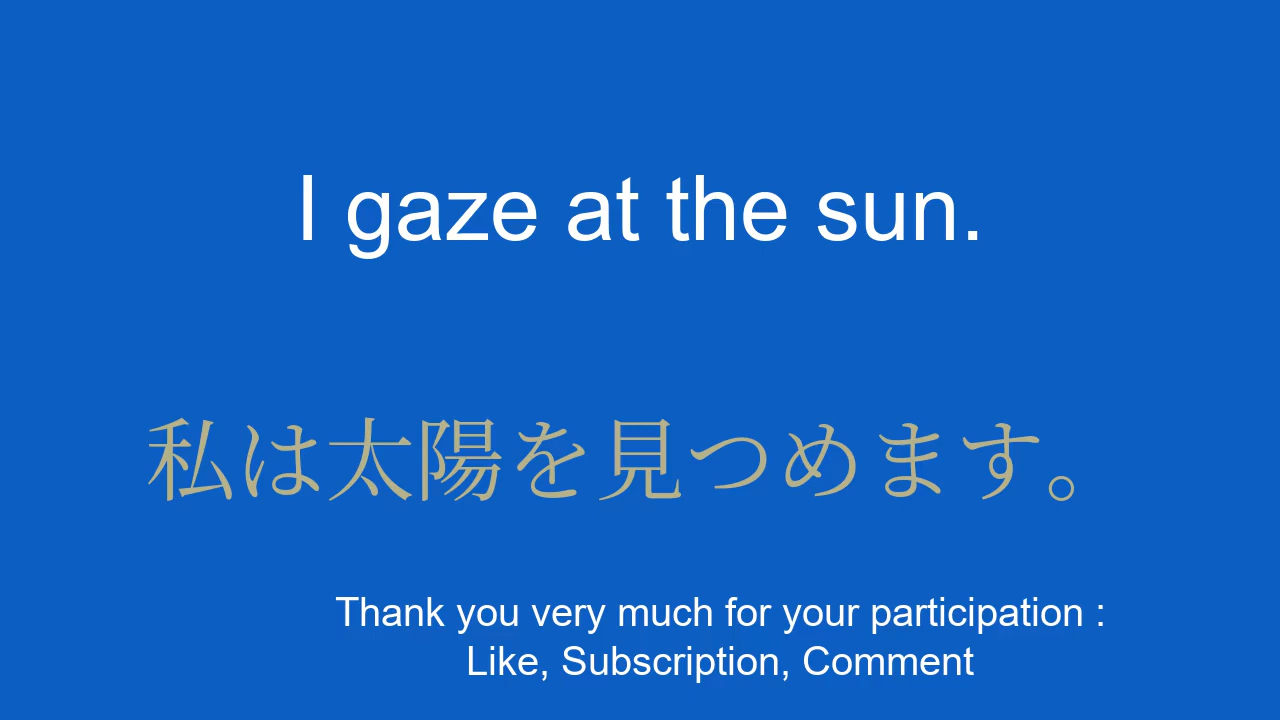 I gaze at the sun.
私は太陽を見つめます。
Thank you very much for your participation :
Like, Subscription, Comment